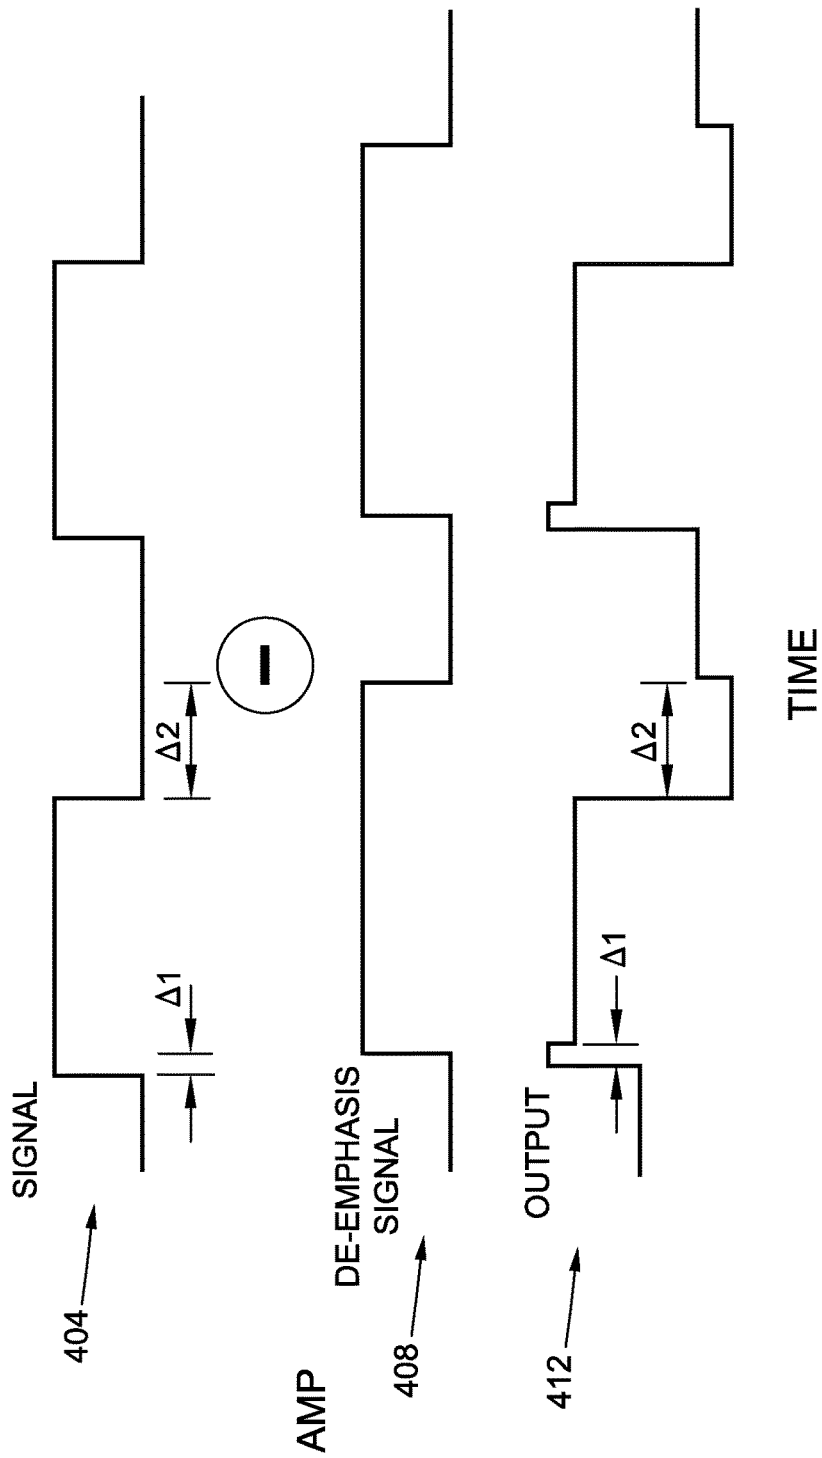 404
SIGNAL
Δ1
Δ2
AMP
408
DE-EMPHASIS
SIGNAL
412
OUTPUT
Δ1
Δ2
TIME